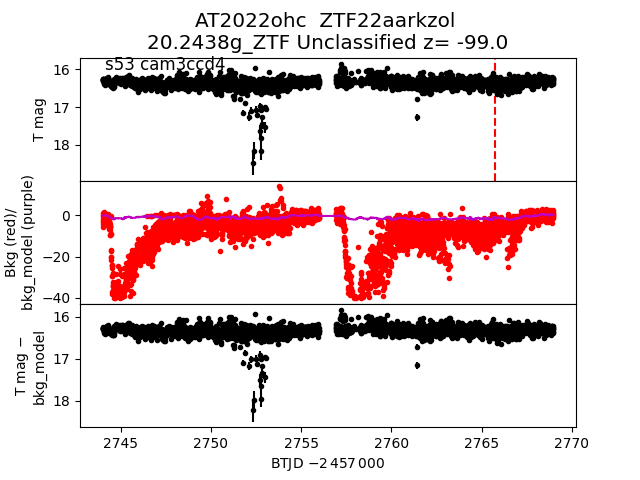 AT2022ohc  ZTF22aarkzol
20.2438g_ZTF Unclassified z= -99.0
s53 cam3ccd4
16
17
18
T mag
0
−20
−40
Bkg (red)/
bkg_model (purple)
16
17
18
T mag −
bkg_model
2745
2750
2755
2760
2765
2770
BTJD −2 457 000